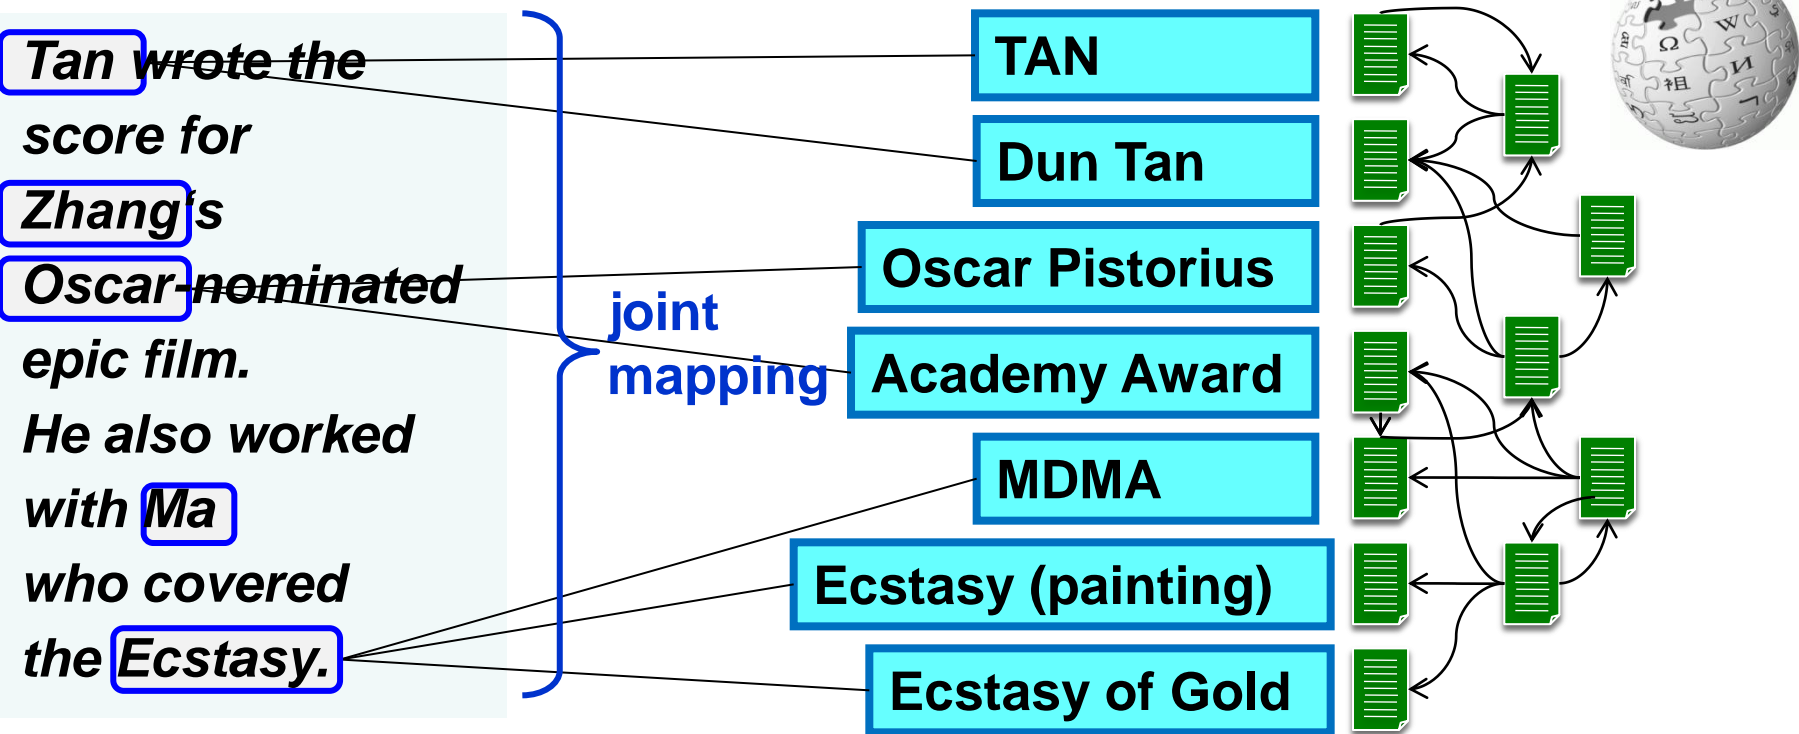 Tan wrote the
score for
Zhang‘s
Oscar-nominated
epic film.
He also worked
with Ma
who covered
the Ecstasy.
joint
mapping
TAN
Dun Tan
Oscar Pistorius
Academy Award
MDMA
Ecstasy (painting)
Ecstasy of Gold
Ω
W
祖
И